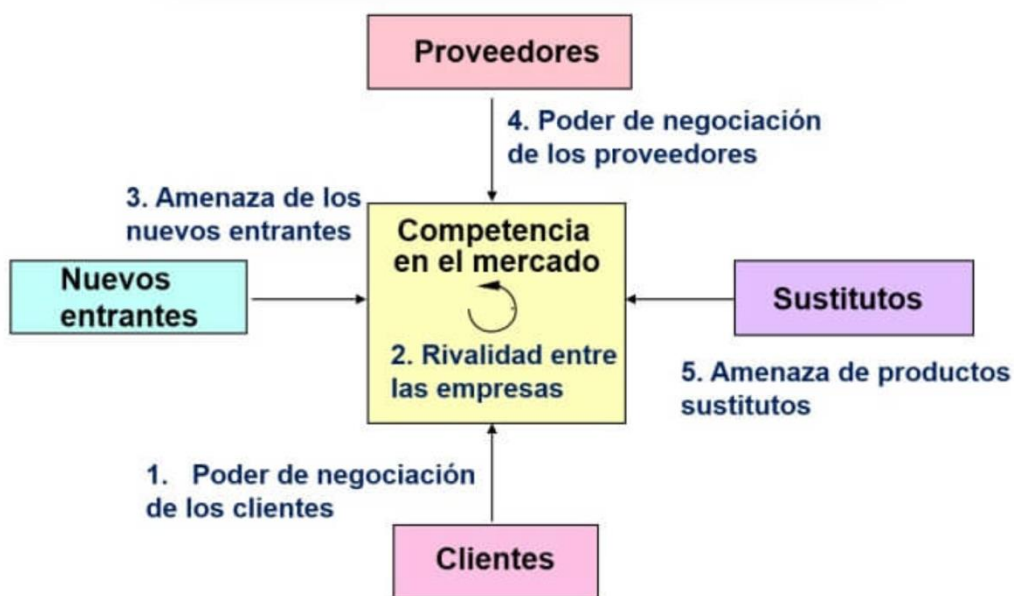 Proveedores
4. Poder de negociación
de los proveedores
3. Amenaza de los
nuevos entrantes
Competencia
en el mercado
Nuevos
entrantes
Sustitutos
2. Rivalidad entre
las empresas
5. Amenaza de productos
sustitutos
1. Poder de negociación
de los clientes
Clientes